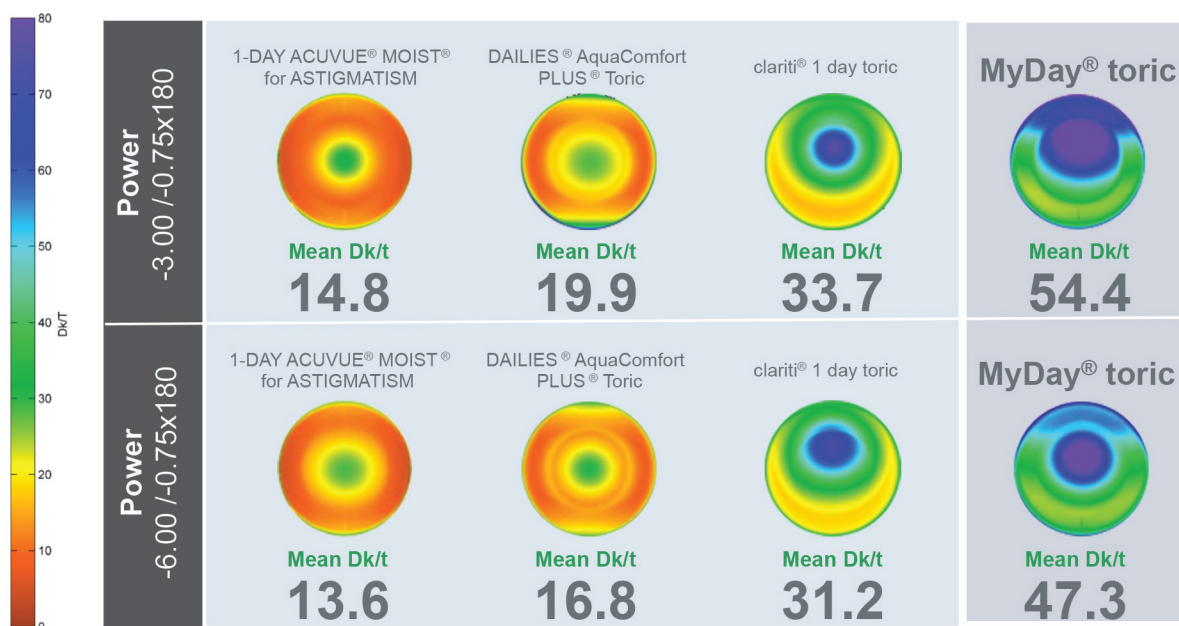 80
70
60
50
40
30
20
10
0
Dk/T
Power
-3.00 /-0.75x180
1-DAY ACUVUE® MOIST®
for ASTIGMATISM
Mean Dk/t
14.8
DAILIES® AquaComfort
PLUS® Toric
Mean Dk/t
19.9
clariti® 1 day toric
Mean Dk/t
33.7
MyDay® toric
Mean Dk/t
54.4
Power
-6.00 /-0.75x180
1-DAY ACUVUE® MOIST®
for ASTIGMATISM
Mean Dk/t
13.6
DAILIES® AquaComfort
PLUS® Toric
Mean Dk/t
16.8
clariti® 1 day toric
Mean Dk/t
31.2
MyDay® toric
Mean Dk/t
47.3